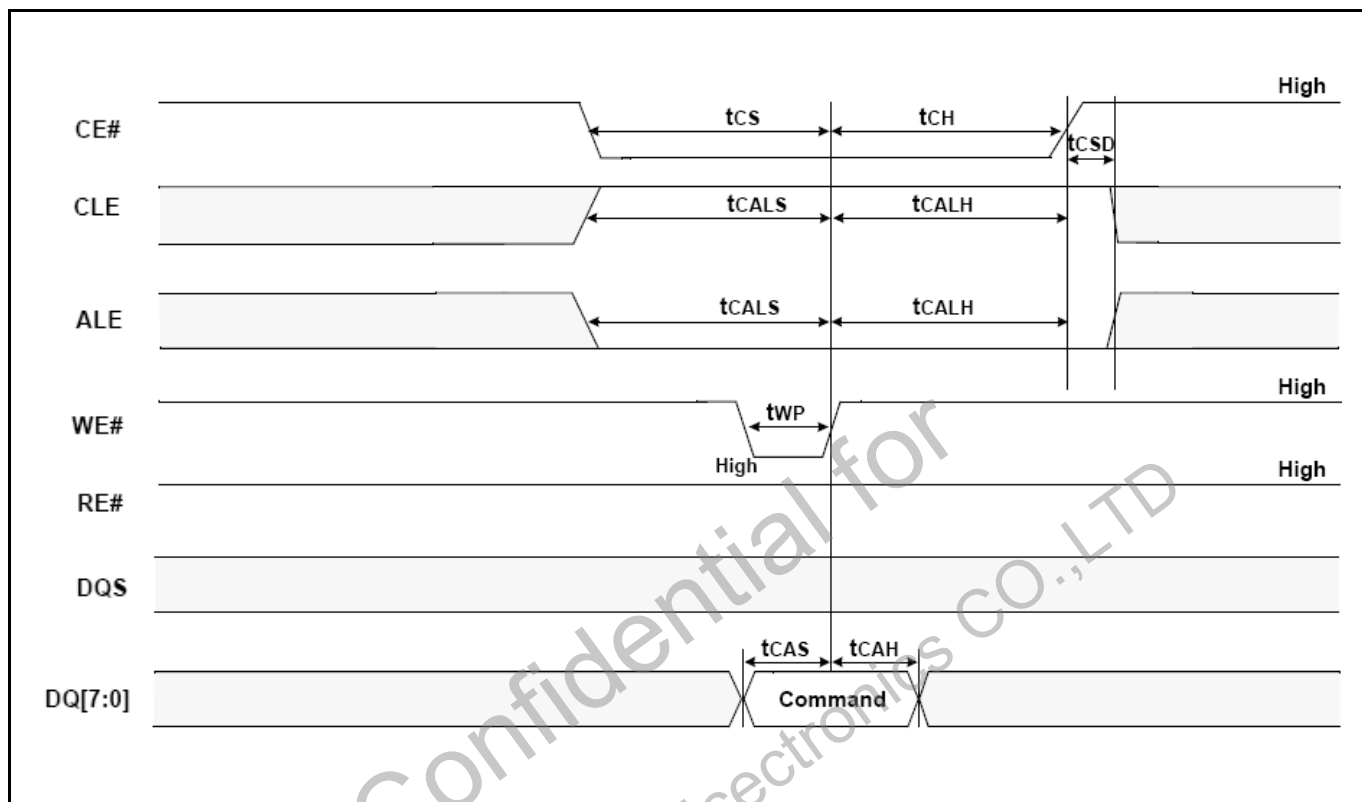 High
CE#
tCS
tCH
tCSD
CLE
tCALS
tCALH
ALE
tCALS
tCALH
High
WE#
tWP
High
High
RE#
DQS
tCAS
tCAH
DQ[7:0]
Command
Confidential for
CO.,LTD